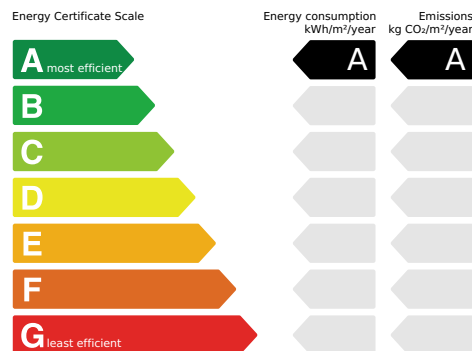 Energy Certificate Scale
Energy consumption
kWh/m²/year
Emissions
kg CO₂/m²/year
A most efficient
A
A
B
C
D
E
F
G least efficient